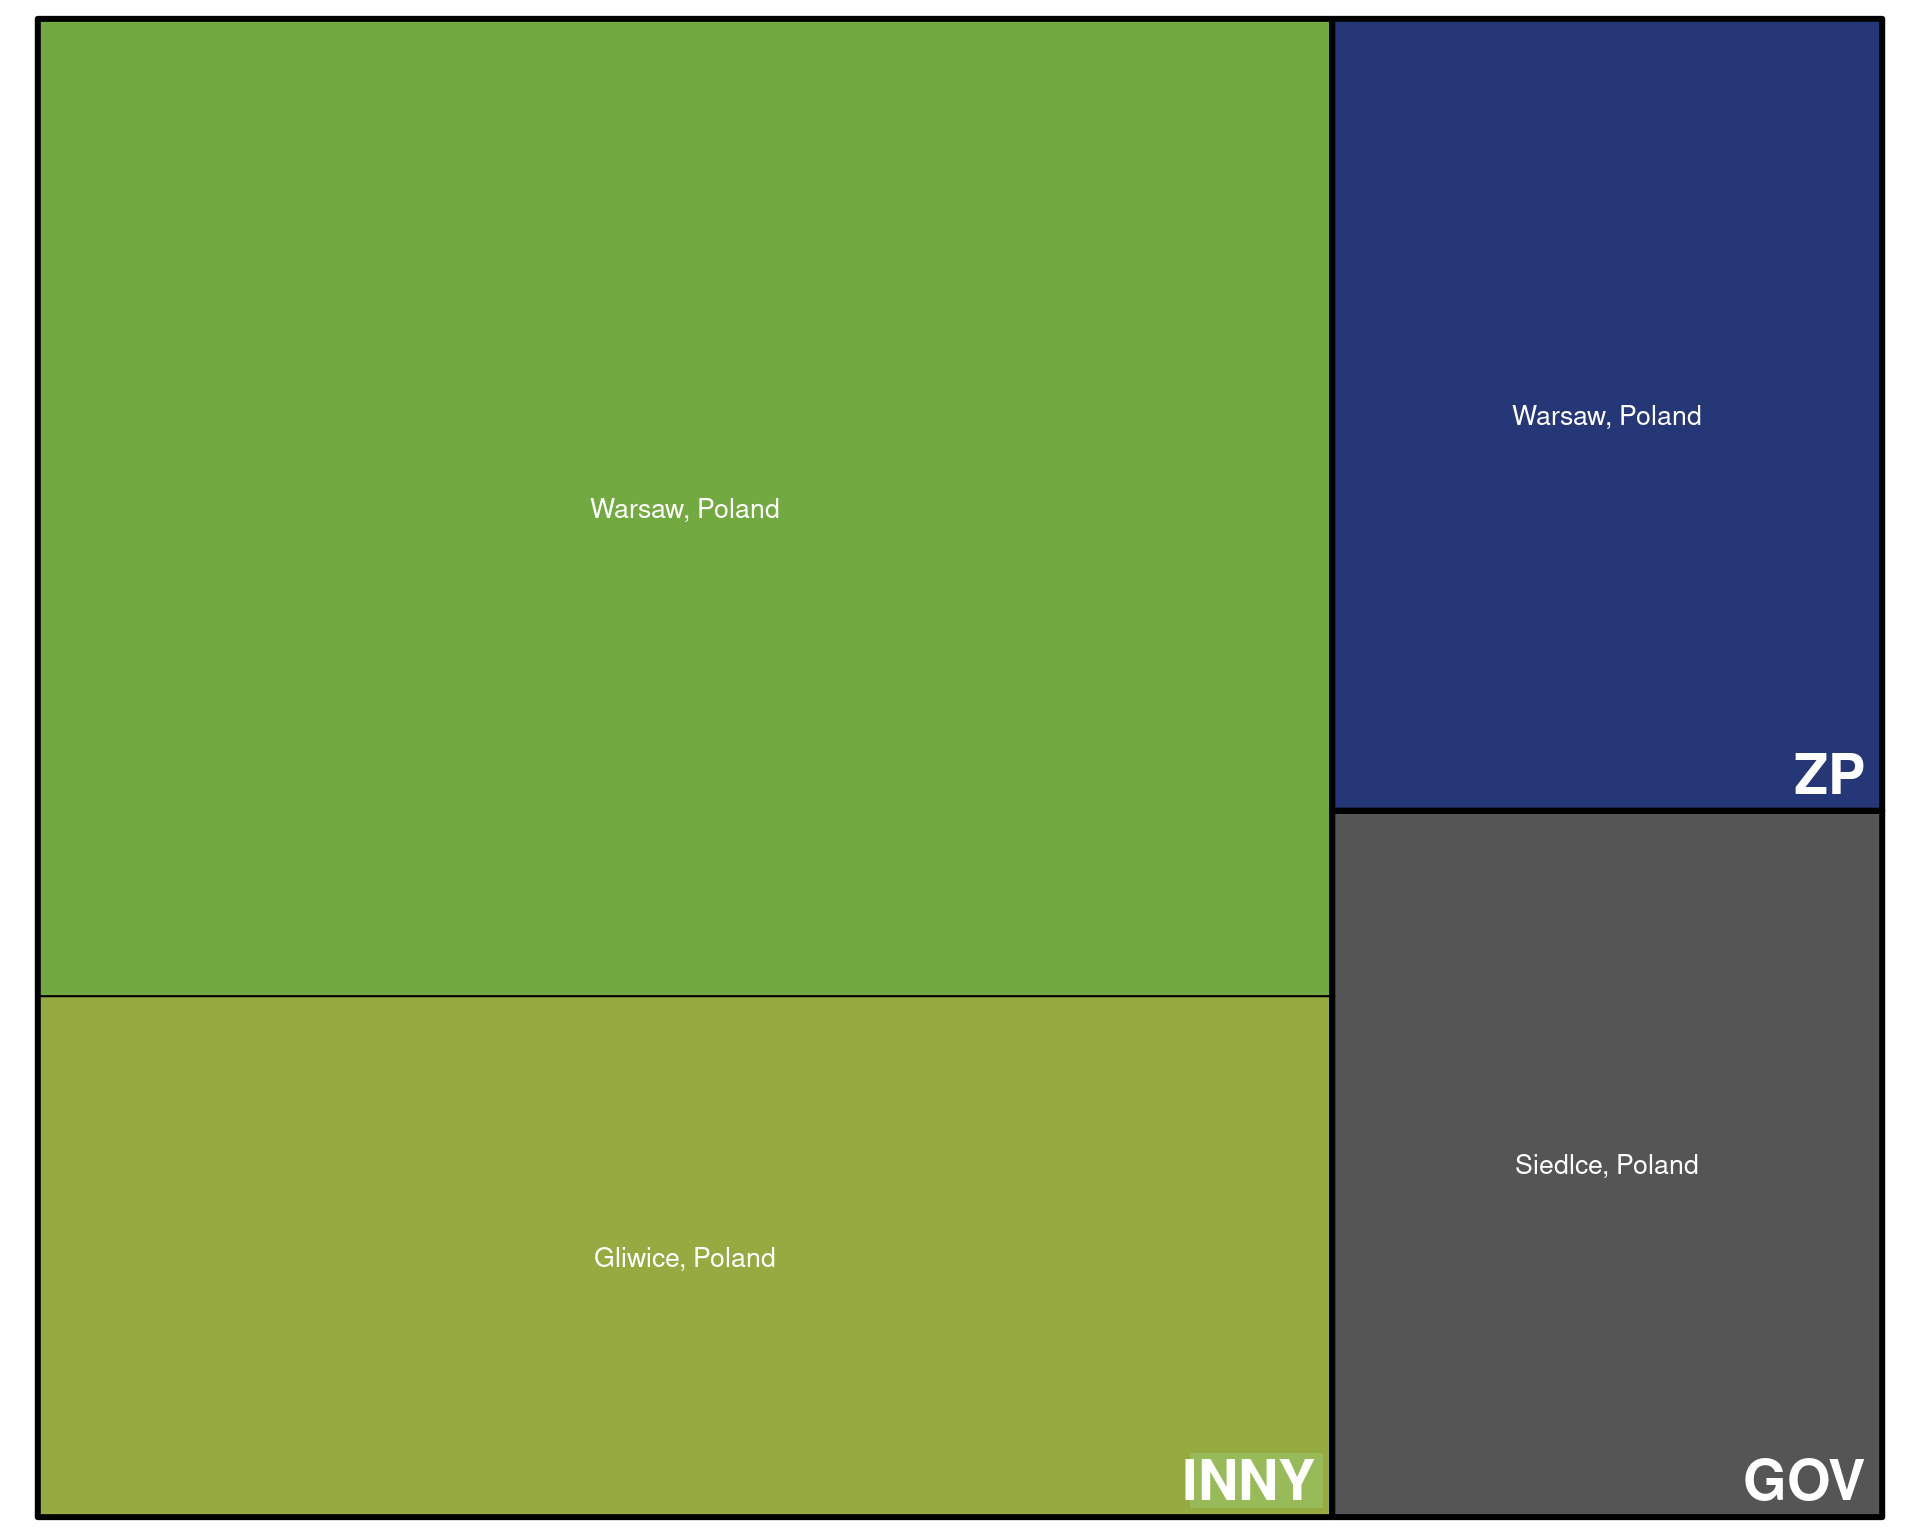 Warsaw, Poland
Gliwice, Poland
INNY
Warsaw, Poland
ZP
Siedlce, Poland
GOV